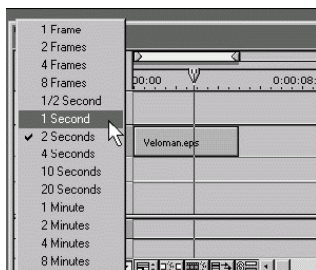 1 Frame
2 Frames
4 Frames
8 Frames
1/2 Second
1 Second
2 Seconds
4 Seconds
10 Seconds
20 Seconds
1 Minute
2 Minutes
4 Minutes
8 Minutes
00:00
0:00:08:
Veloman.eps